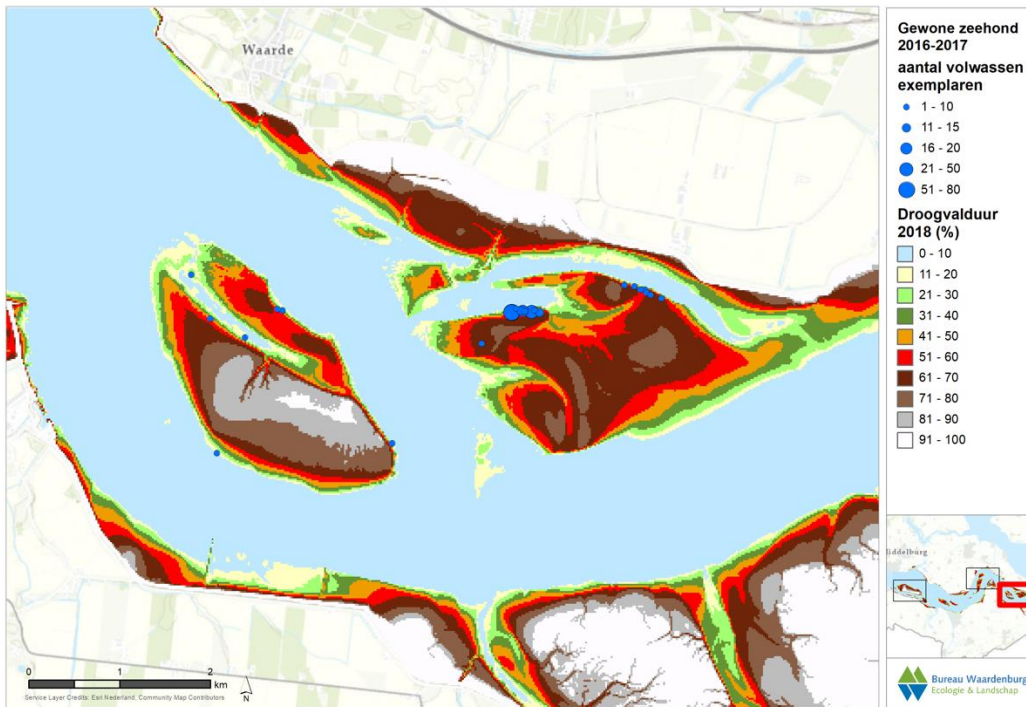 Waarde
0
1
2
km
N
Service Layer Credits: Esri Nederland, Community Map Contributors
Gewone zeehond
2016-2017
aantal volwassen
exemplaren
1 - 10
11 - 15
16 - 20
21 - 50
51 - 80
Droogvalduur
2018 (%)
0 - 10
11 - 20
21 - 30
31 - 40
41 - 50
51 - 60
61 - 70
71 - 80
81 - 90
91 - 100
Bureau Waardenburg
Ecologie & Landschap